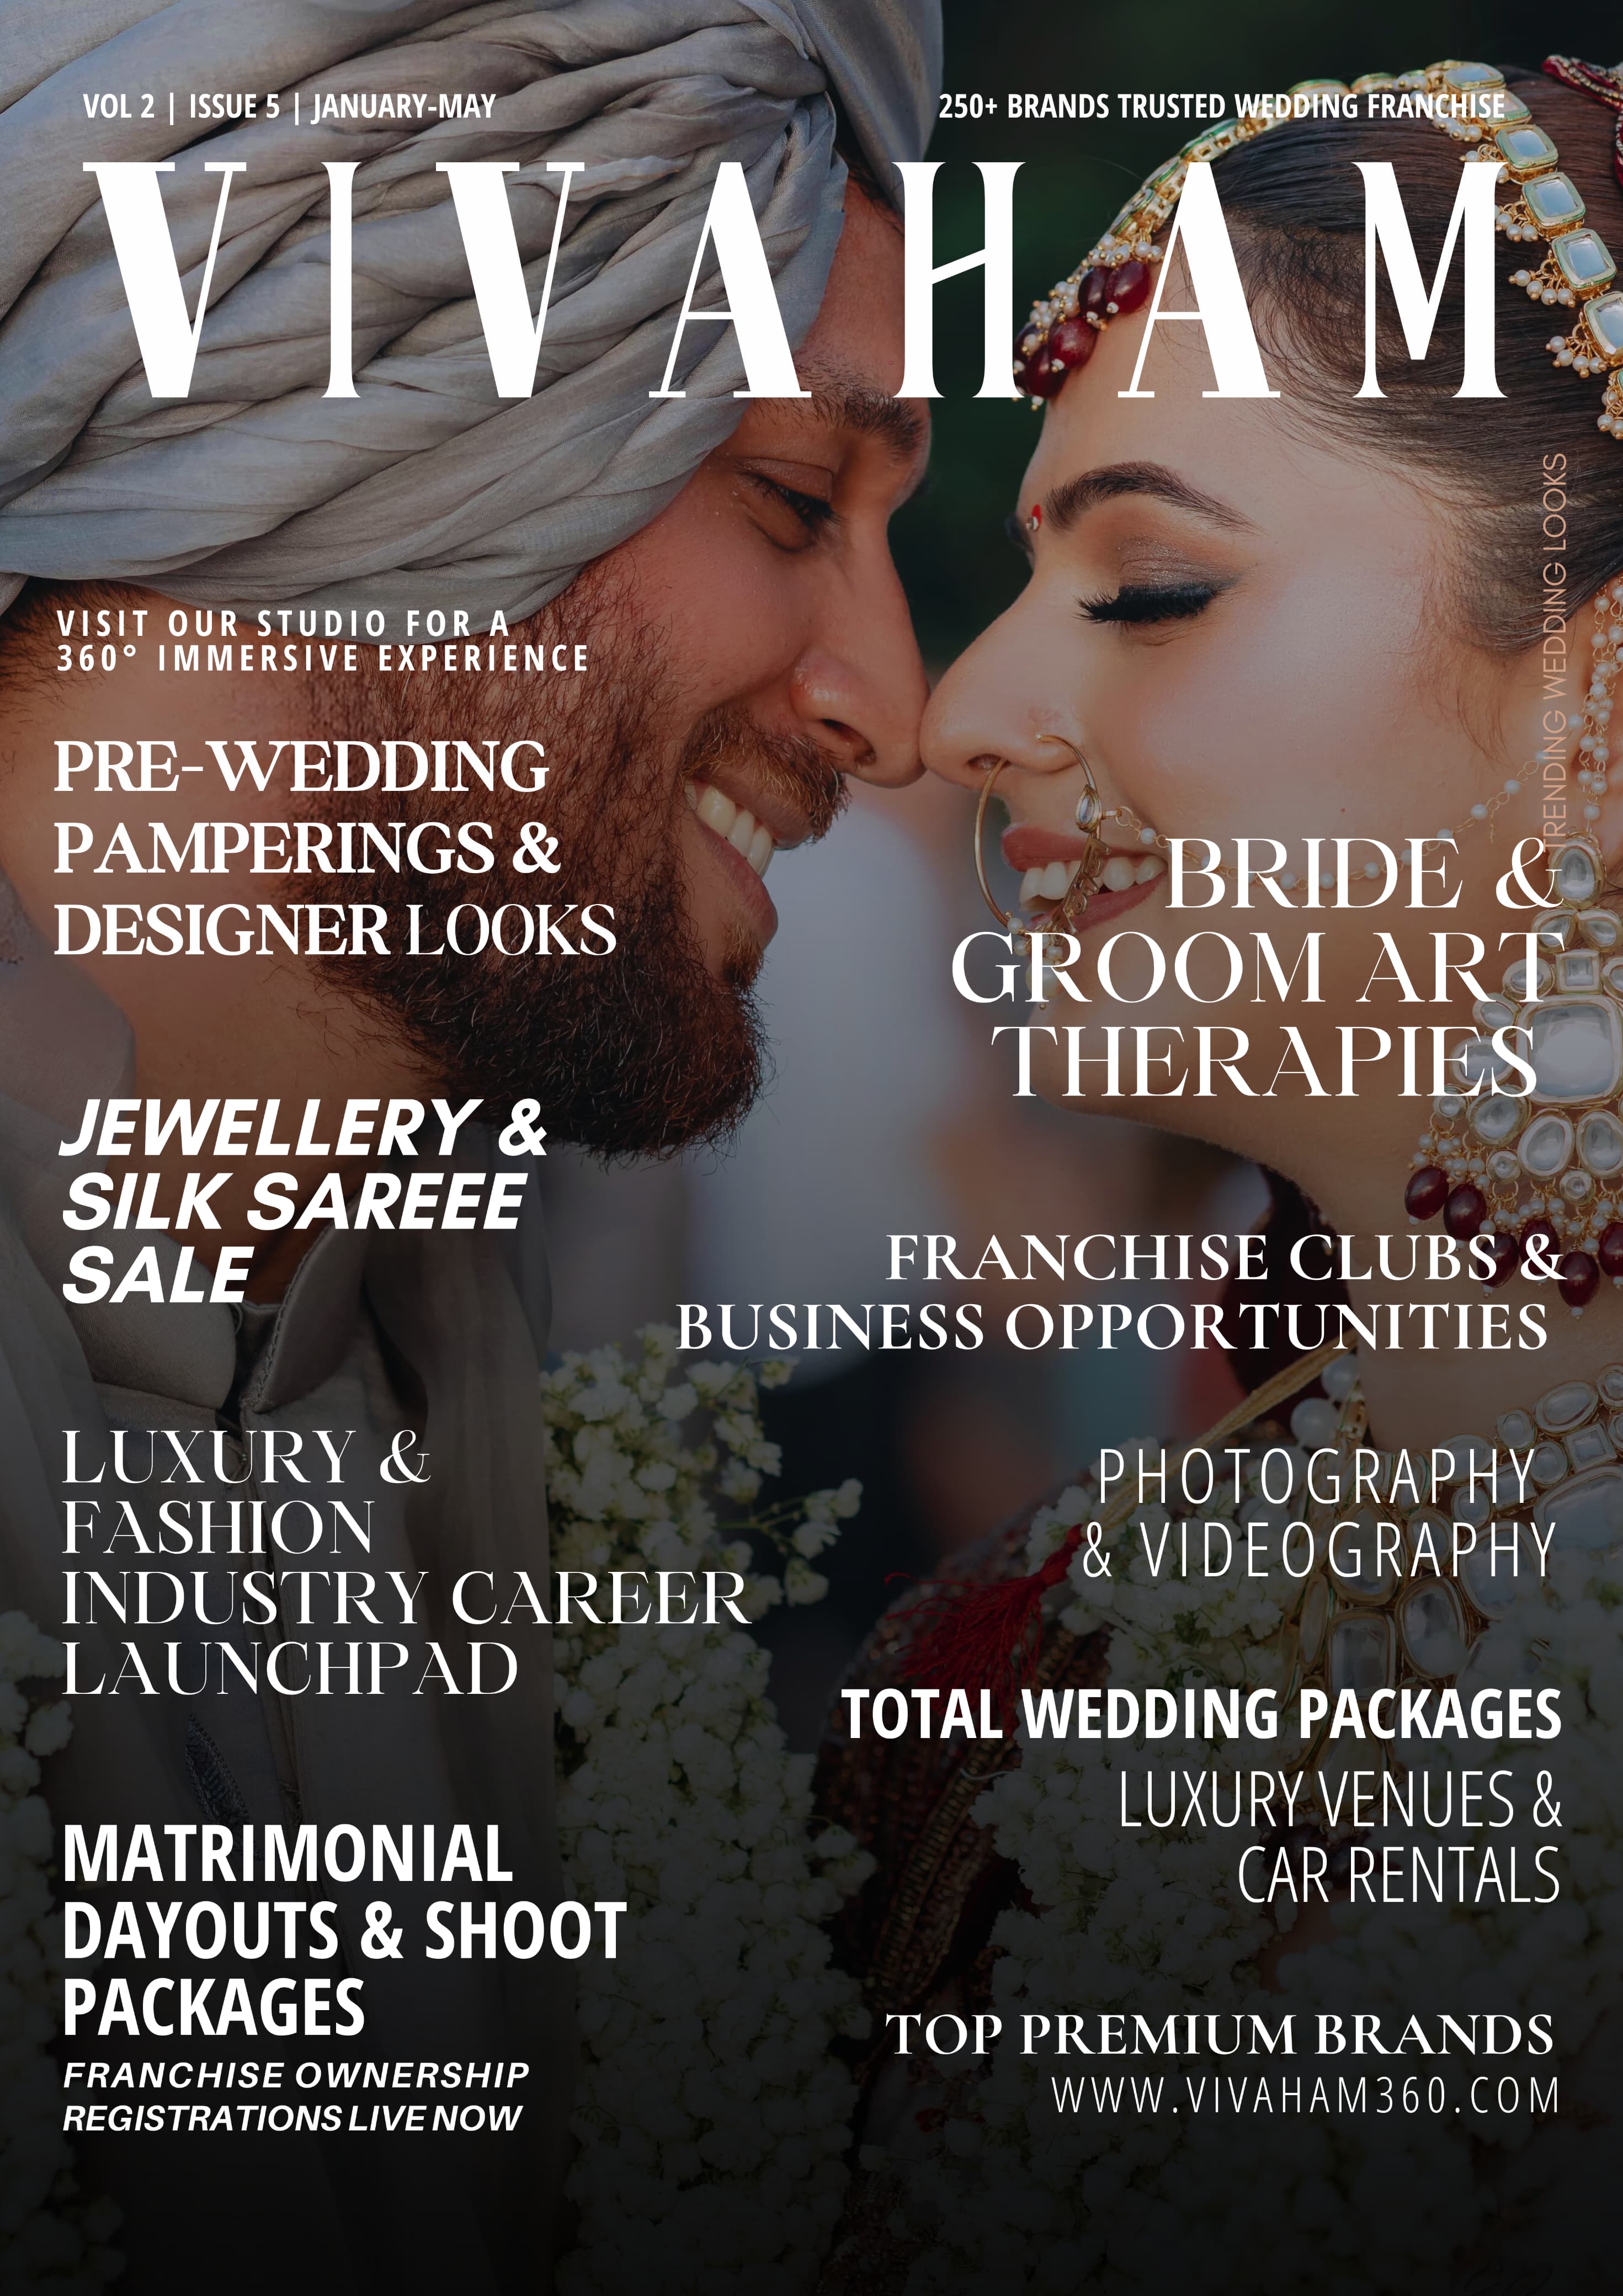 VOL 2 | ISSUE 5 | JANUARY-MAY
250+ BRANDS TRUSTED WEDDING FRANCHISE
VIVAHAM
TRENDING WEDDING LOOKS
VISIT OUR STUDIO FOR A
360° IMMERSIVE EXPERIENCE
PRE-WEDDING
PAMPERINGS &
DESIGNER LOOKS
BRIDE &
GROOM ART
THERAPIES
JEWELLERY &
SILK SAREEE
SALE
FRANCHISE CLUBS &
BUSINESS OPPORTUNITIES
LUXURY &
FASHION
INDUSTRY CAREER
LAUNCHPAD
PHOTOGRAPHY
& VIDEOGRAPHY
TOTAL WEDDING PACKAGES
LUXURY VENUES &
CAR RENTALS
MATRIMONIAL
DAYOUTS & SHOOT
PACKAGES
FRANCHISE OWNERSHIP
REGISTRATIONS LIVE NOW
TOP PREMIUM BRANDS
WWW.VIVAHAM360.COM